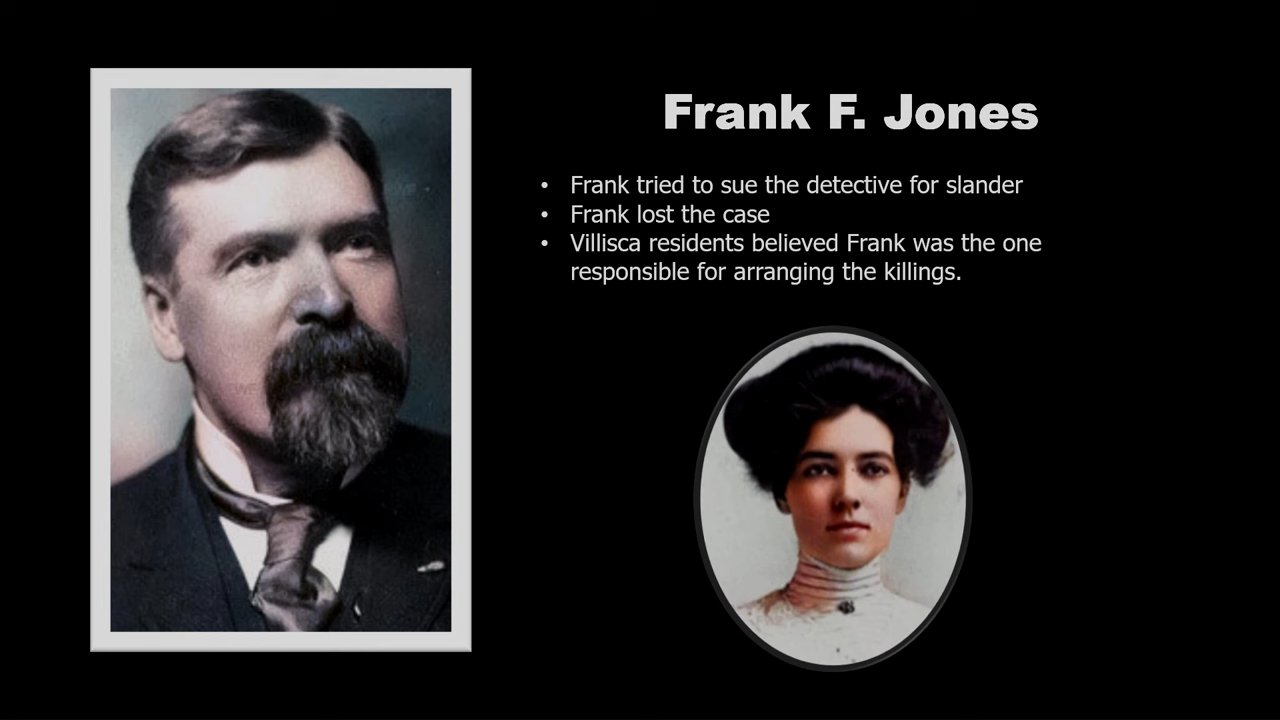 Frank F. Jones
• Frank tried to sue the detective for slander
• Frank lost the case
• Villisca residents believed Frank was the one
responsible for arranging the killings.